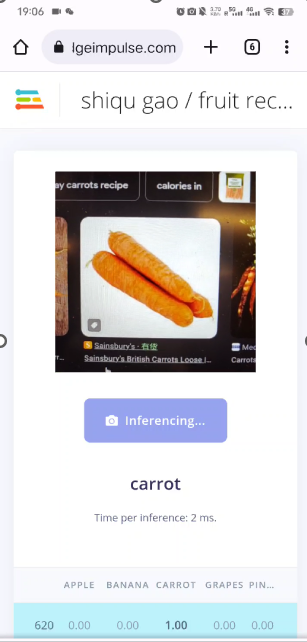 19:06
lgeimpulse.com
6
shiqu gao / fruit rec...
ay carrots recipe
calories in
Sainsbury's · 有货
Sainsbury's British Carrots Loose |...
Carrots
Inferencing...
carrot
Time per inference: 2 ms.
APPLE BANANA CARROT GRAPES PIN...
620 0.00 0.00 1.00 0.00 0.00